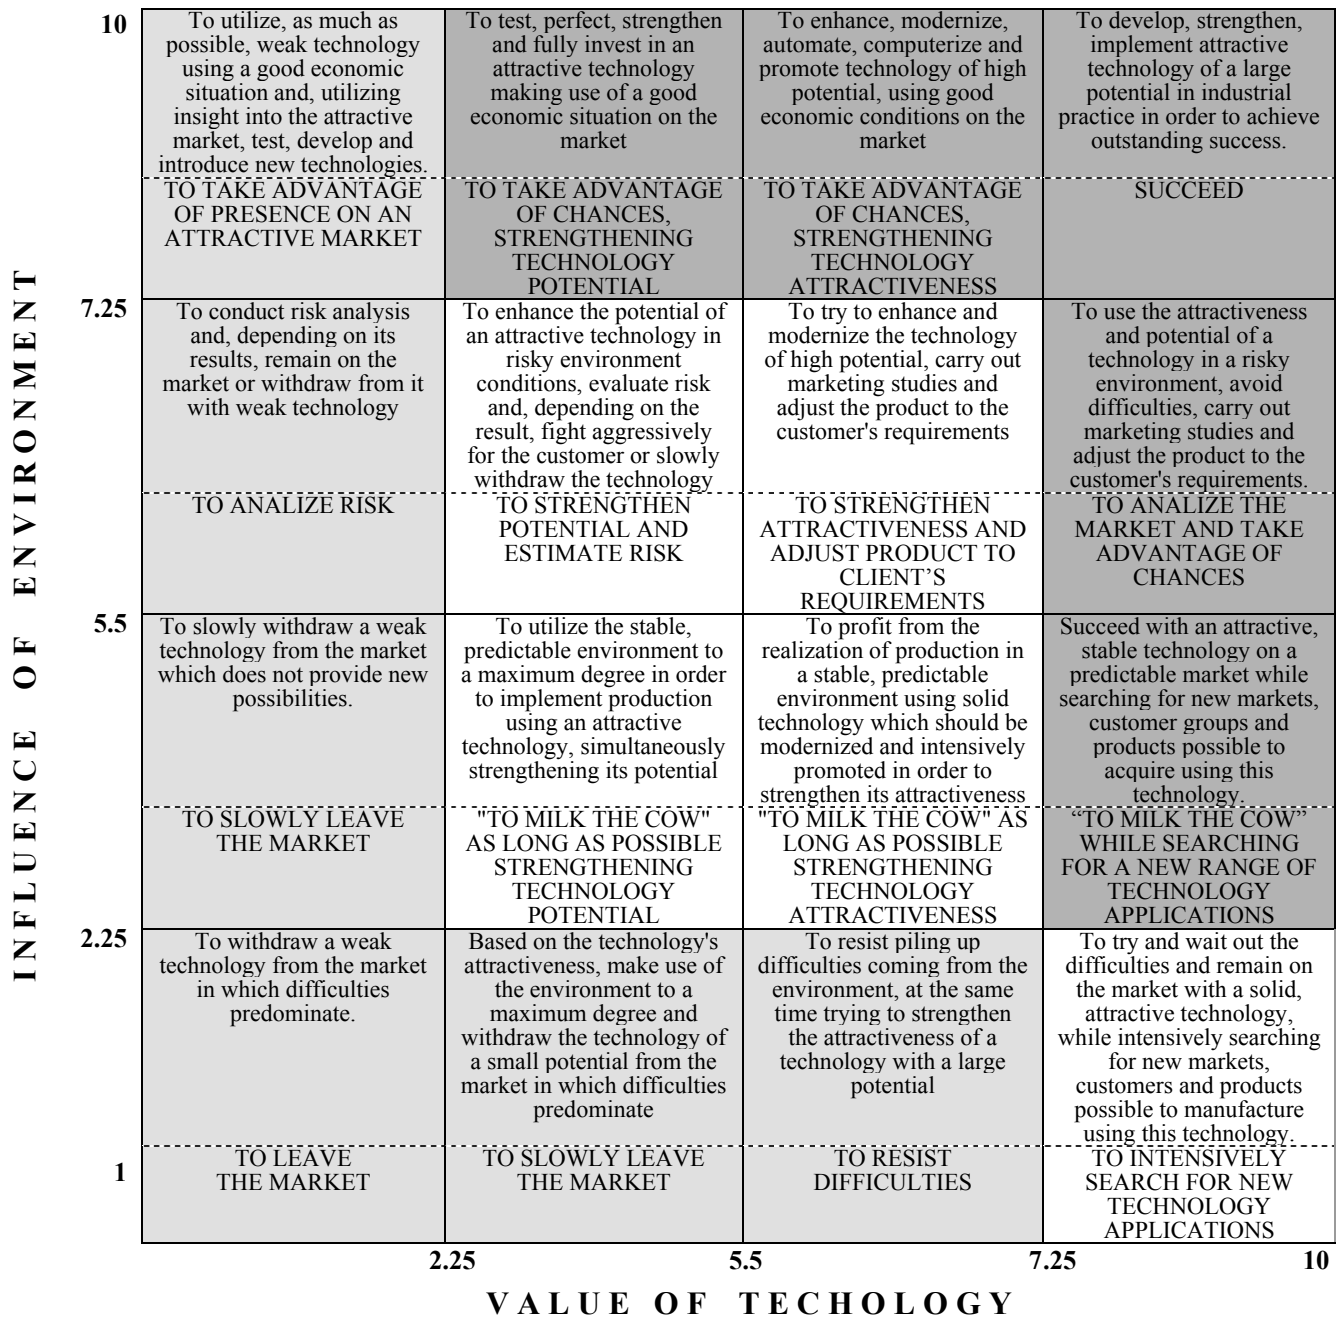 INFLUENCE OF ENVIRONMENT
10
To utilize, as much as
possible, weak technology
using a good economic
situation and, utilizing
insight into the attractive
market, test, develop and
introduce new technologies.
TO TAKE ADVANTAGE
OF PRESENCE ON AN
ATTRACTIVE MARKET
To test, perfect, strengthen
and fully invest in an
attractive technology
making use of a good
economic situation on the
market
TO TAKE ADVANTAGE
OF CHANCES,
STRENGTHENING
TECHNOLOGY
POTENTIAL
To enhance, modernize,
automate, computerize and
promote technology of high
potential, using good
economic conditions on the
market
TO TAKE ADVANTAGE
OF CHANCES,
STRENGTHENING
TECHNOLOGY
ATTRACTIVENESS
To develop, strengthen,
implement attractive
technology of a large
potential in industrial
practice in order to achieve
outstanding success.
SUCCEED
7.25
To conduct risk analysis
and, depending on its
results, remain on the
market or withdraw from it
with weak technology
TO ANALIZE RISK
To enhance the potential of
an attractive technology in
risky environment
conditions, evaluate risk
and, depending on the
result, fight aggressively
for the customer or slowly
withdraw the technology
TO STRENGTHEN
POTENTIAL AND
ESTIMATE RISK
To try to enhance and
modernize the technology
of high potential, carry out
marketing studies and
adjust the product to the
customer's requirements
TO STRENGTHEN
ATTRACTIVENESS AND
ADJUST PRODUCT TO
CLIENT’S
REQUIREMENTS
To use the attractiveness
and potential of a
technology in a risky
environment, avoid
difficulties, carry out
marketing studies and
adjust the product to the
customer's requirements.
TO ANALIZE THE
MARKET AND TAKE
ADVANTAGE OF
CHANCES
5.5
To slowly withdraw a weak
technology from the market
which does not provide new
possibilities.
TO SLOWLY LEAVE
THE MARKET
To utilize the stable,
predictable environment to
a maximum degree in order
to implement production
using an attractive
technology, simultaneously
strengthening its potential
"TO MILK THE COW"
AS LONG AS POSSIBLE
STRENGTHENING
TECHNOLOGY
POTENTIAL
To profit from the
realization of production in
a stable, predictable
environment using solid
technology which should be
modernized and intensively
promoted in order to
strengthen its attractiveness
"TO MILK THE COW" AS
LONG AS POSSIBLE
STRENGTHENING
TECHNOLOGY
ATTRACTIVENESS
Succeed with an attractive,
stable technology on a
predictable market while
searching for new markets,
customer groups and
products possible to
acquire using this
technology.
“TO MILK THE COW”
WHILE SEARCHING
FOR A NEW RANGE OF
TECHNOLOGY
APPLICATIONS
2.25
To withdraw a weak
technology from the market
in which difficulties
predominate.
TO LEAVE
THE MARKET
Based on the technology's
attractiveness, make use of
the environment to a
maximum degree and
withdraw the technology of
a small potential from the
market in which difficulties
predominate
TO SLOWLY LEAVE
THE MARKET
To resist piling up
difficulties coming from the
environment, at the same
time trying to strengthen
the attractiveness of a
technology with a large
potential
TO RESIST
DIFFICULTIES
To try and wait out the
difficulties and remain on
the market with a solid,
attractive technology,
while intensively searching
for new markets,
customers and products
possible to manufacture
using this technology.
TO INTENSIVELY
SEARCH FOR NEW
TECHNOLOGY
APPLICATIONS
1
2.25 5.5 7.25 10
VALUE OF TECHOLOGY